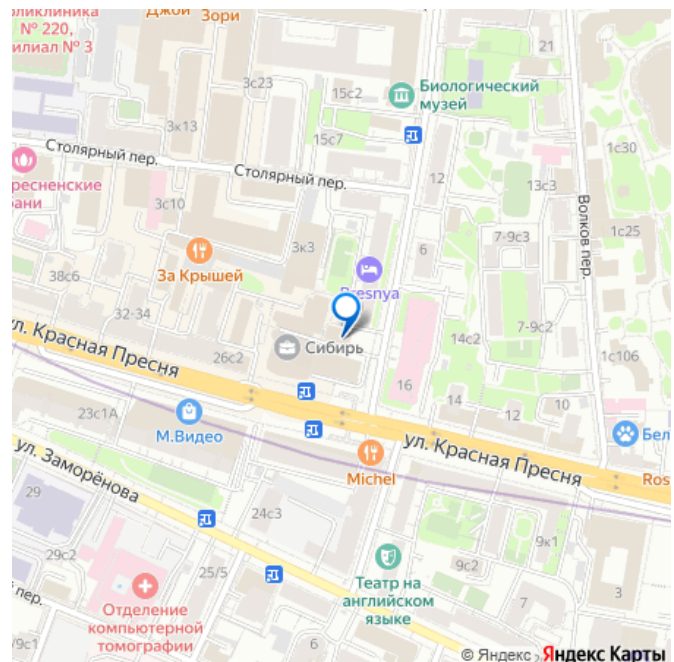 оликлиника
№ 220,
илиал № 3
Джой
Зори
3с23
15с2
21
Биологический
музей
3к13
15с7
1с30
Столярный пер.
Столярный пер.
12
13с3
ресненские
ани
3с10
Волков пер.
3к3
6
7-9с3
1с25
За Крышей
38с6
Presnya
32-34
7-9с2
14с2
ул. Красная Пресня
26с2
Сибирь
1с106
16
14
12
10
23с1А
М.Видео
ул. Красная Пресня
Бел
ул. Заморёнова
Michel
Ros
29
24с3
9к1
29с2
25/5
9с2
Театр на
английском
языке
3
7
пер.
Отделение
компьютерной
томографии
/9с1
6
© Яндекс Яндекс Карты